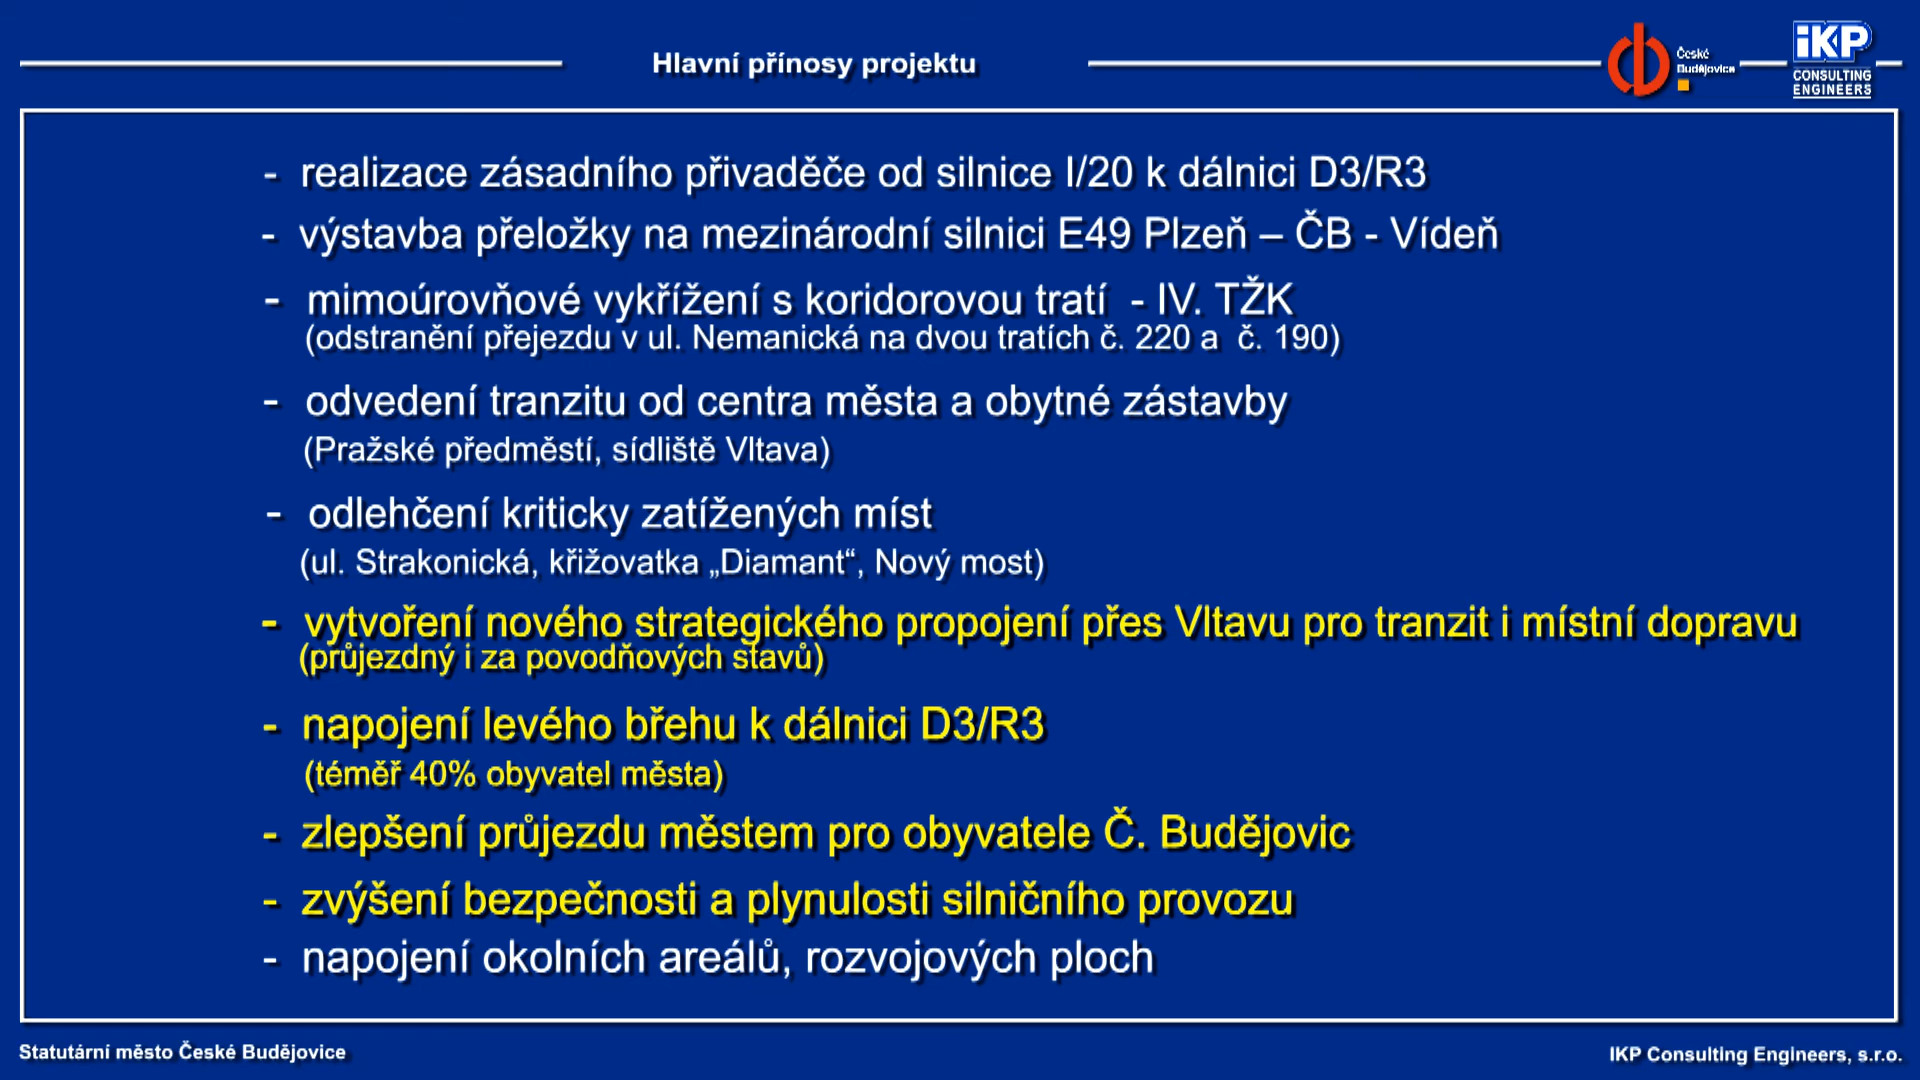 Hlavní přínosy projektu
České
Budějovice
iKP
CONSULTING
ENGINEERS
- realizace zásadního přivaděče od silnice I/20 k dálnici D3/R3
- výstavba přeložky na mezinárodní silnici E49 Plzeň – ČB - Vídeň
- mimoúrovňové vykřížení s koridorovou tratí - IV. TŽK
(odstranění přejezdu v ul. Nemanická na dvou tratích č. 220 a č. 190)
- odvedení tranzitu od centra města a obytné zástavby
(Pražské předměstí, sídliště Vltava)
- odlehčení kriticky zatížených míst
(ul. Strakonická, křižovatka „Diamant“, Nový most)
- vytvoření nového strategického propojení přes Vltavu pro tranzit i místní dopravu
(průjezdný i za povodňových stavů)
- napojení levého břehu k dálnici D3/R3
(téměř 40% obyvatel města)
- zlepšení průjezdu městem pro obyvatele Č. Budějovic
- zvýšení bezpečnosti a plynulosti silničního provozu
- napojení okolních areálů, rozvojových ploch
Statutární město České Budějovice
IKP Consulting Engineers, s.r.o.